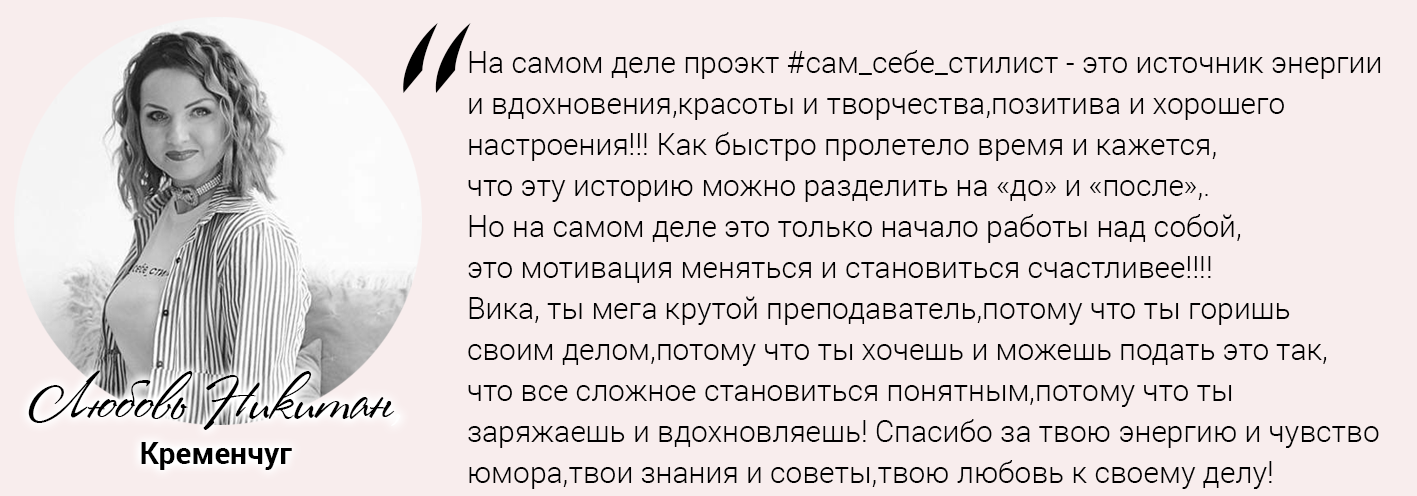 "
На самом деле проэкт #сам_себе_стилист - это источник энергии
и вдохновения,красоты и творчества,позитива и хорошего
настроения!!! Как быстро пролетело время и кажется,
что эту историю можно разделить на «до» и «после»,.
Но на самом деле это только начало работы над собой,
это мотивация меняться и становиться счастливее!!!!
Вика, ты мега крутой преподаватель,потому что ты горишь
своим делом,потому что ты хочешь и можешь подать это так,
что все сложное становиться понятным,потому что ты
заряжаешь и вдохновляешь! Спасибо за твою энергию и чувство
юмора,твои знания и советы,твою любовь к своему делу!
Любовь Никитан
Кременчуг